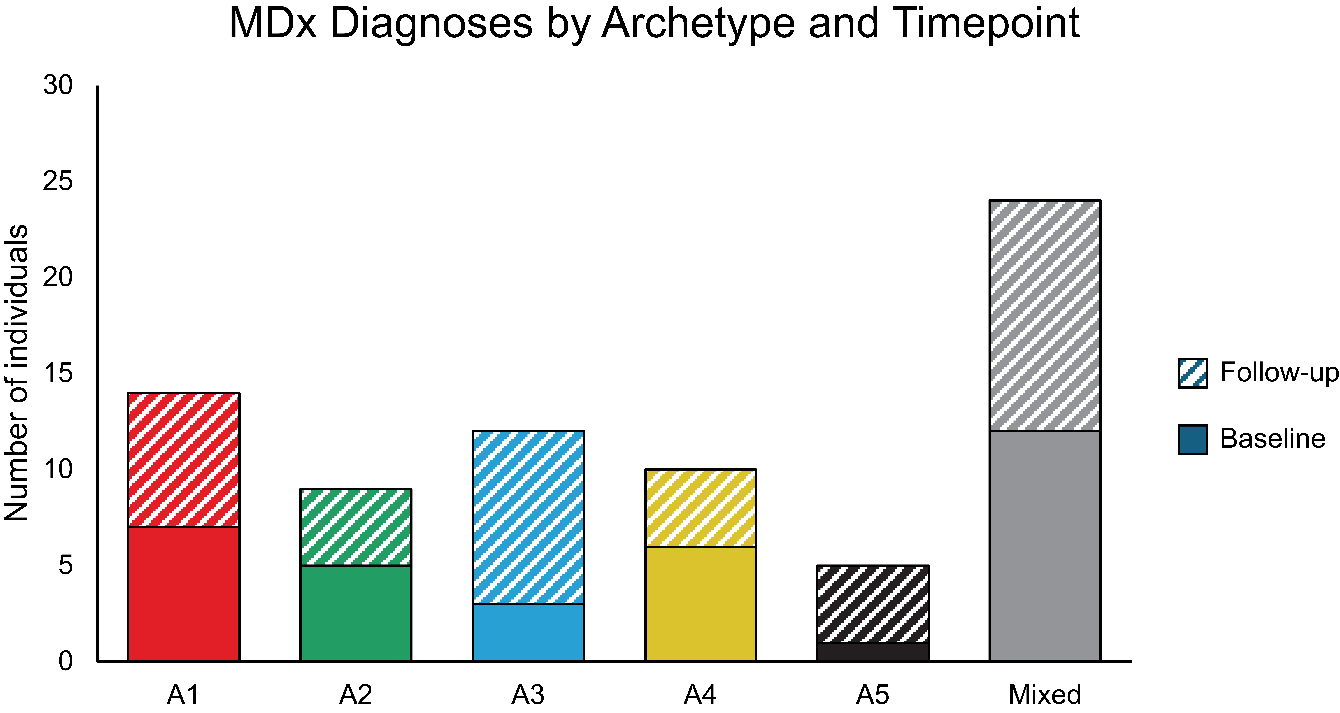 MDx Diagnoses by Archetype and Timepoint
Number of individuals
30
25
20
15
10
5
0
A1
A2
A3
A4
A5
Mixed
Follow-up
Baseline